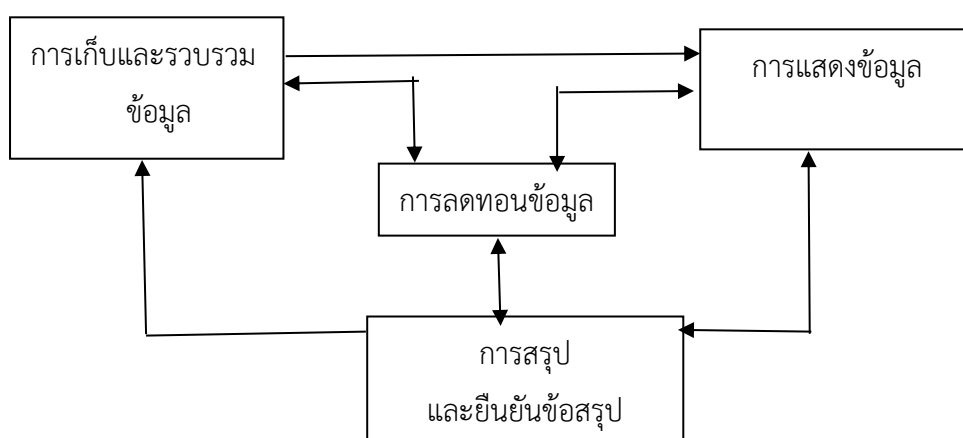 การเก็บและรวบรวม
ข้อมูล
การแสดงข้อมูล
การลดทอนข้อมูล
การสรุป
และยืนยันข้อสรุป